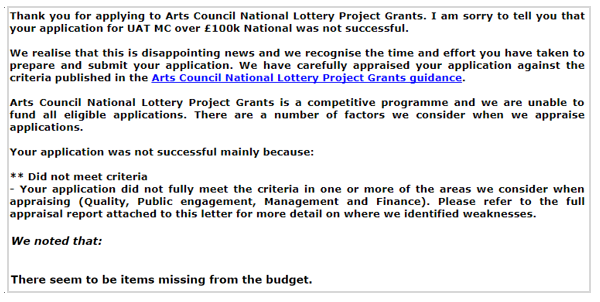 Thank you for applying to Arts Council National Lottery Project Grants. I am sorry to tell you that
your application for UAT MC over £100k National was not successful.
We realise that this is disappointing news and we recognise the time and effort you have taken to
prepare and submit your application. We have carefully appraised your application against the
criteria published in the Arts Council National Lottery Project Grants guidance.
Arts Council National Lottery Project Grants is a competitive programme and we are unable to
fund all eligible applications. There are a number of factors we consider when we appraise
applications.
Your application was not successful mainly because:
** Did not meet criteria
- Your application did not fully meet the criteria in one or more of the areas we consider when
appraising (Quality, Public engagement, Management and Finance). Please refer to the full
appraisal report attached to this letter for more detail on where we identified weaknesses.
We noted that:
There seem to be items missing from the budget.